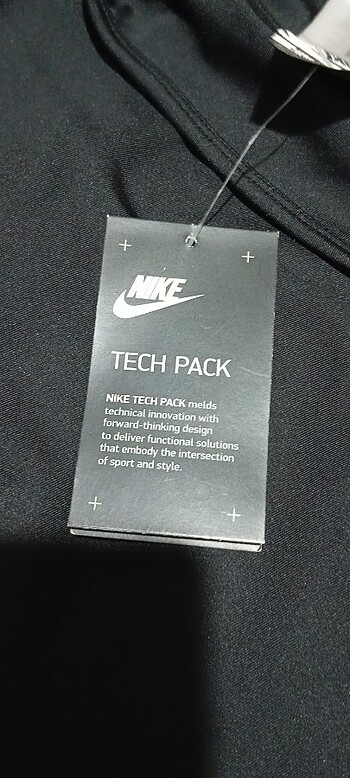 NIKE
TECH PACK
NIKE TECH PACK melds
technical innovation with
forward-thinking design
to deliver functional solutions
that embody the intersection
of sport and style.